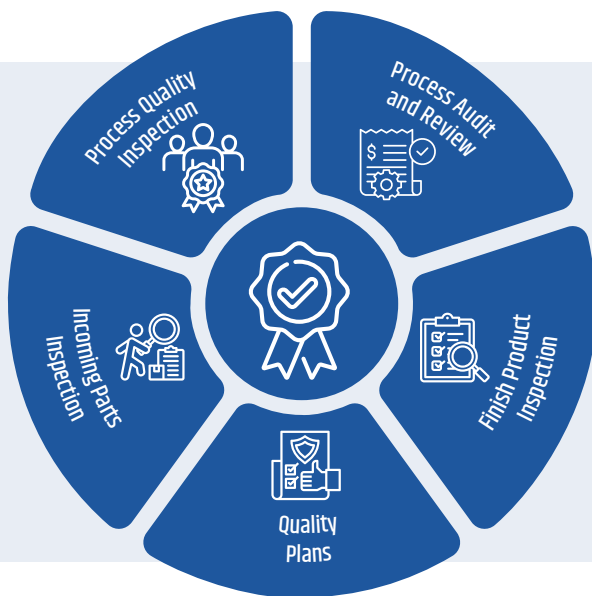 Process Quality
Inspection
Process Audit
and Review
$
Incoming Parts
Inspection
Finish Product
Inspection
Quality
Plans